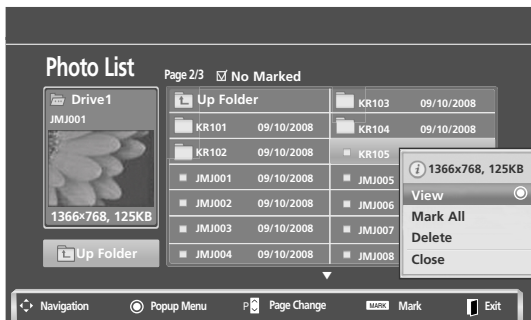 Photo List
Page 2/3 ☑ No Marked
Drive1
JMJ001
1366×768, 125KB
Up Folder
Up Folder
KR101 09/10/2008
KR102 09/10/2008
JMJ001 09/10/2008
JMJ002 09/10/2008
JMJ003 09/10/2008
JMJ004 09/10/2008
KR103 09/10/2008
KR104 09/10/2008
KR105
JMJ005
JMJ006
JMJ007
JMJ008
i 1366x768, 125KB
View
Mark All
Delete
Close
Navigation Popup Menu P Page Change MARK Mark Exit